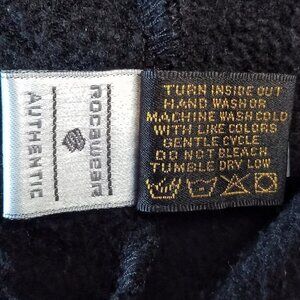 rocawear
AUTHENTIC
TURN INSIDE OUT
HAND WASH OR
MACHINE WASH COLD
WITH LIKE COLORS
GENTLE CYCLE
DO NOT BLEACH
TUMBLE DRY LOW